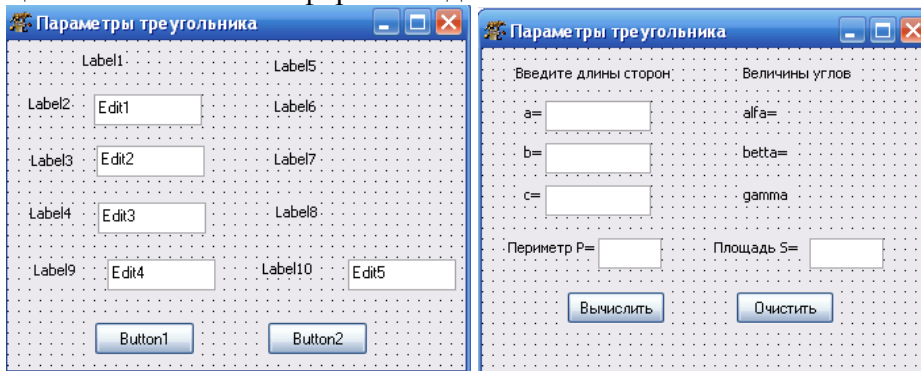 Параметры треугольника
Label1 Label5
Label2 Edit1 Label6
Label3 Edit2 Label7
Label4 Edit3 Label8
Label9 Edit4 Label10 Edit5
Button1 Button2
Параметры треугольника
Введите длины сторон Величины углов
a= alfa=
b= betta=
c= gamma
Периметр P= Площадь S=
Вычислить Очистить